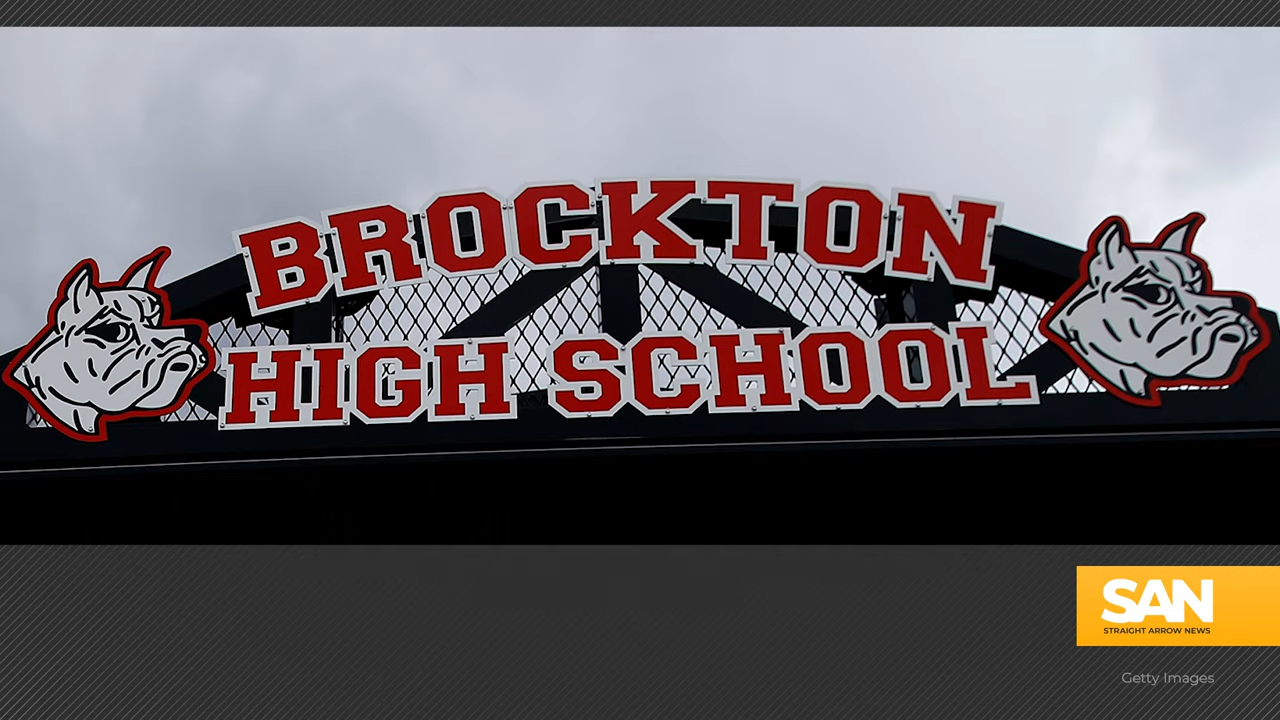 BROCKTON
HIGH SCHOOL
SAN
STRAIGHT ARROW NEWS
Getty Images